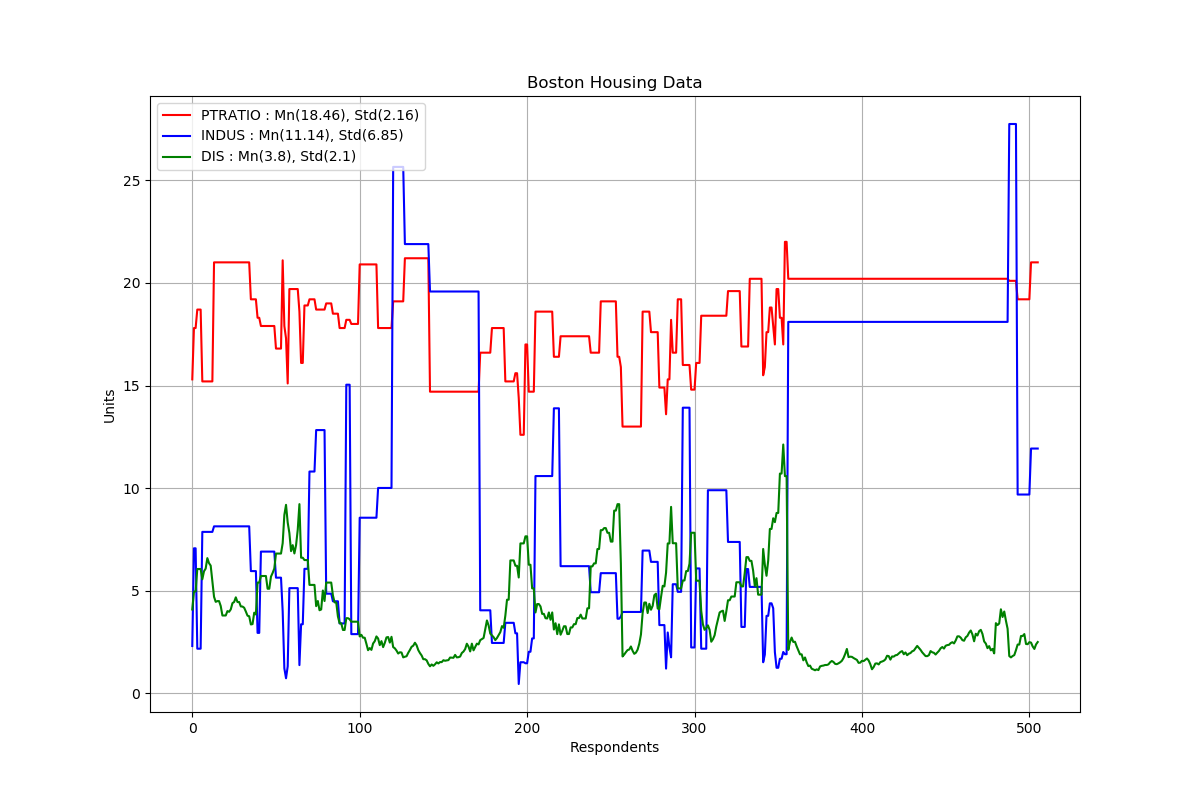 Boston Housing Data
PTRATIO : Mn(18.46), Std(2.16)
INDUS : Mn(11.14), Std(6.85)
DIS : Mn(3.8), Std(2.1)
Units
25
20
15
10
5
0
0 100 200 300 400 500
Respondents